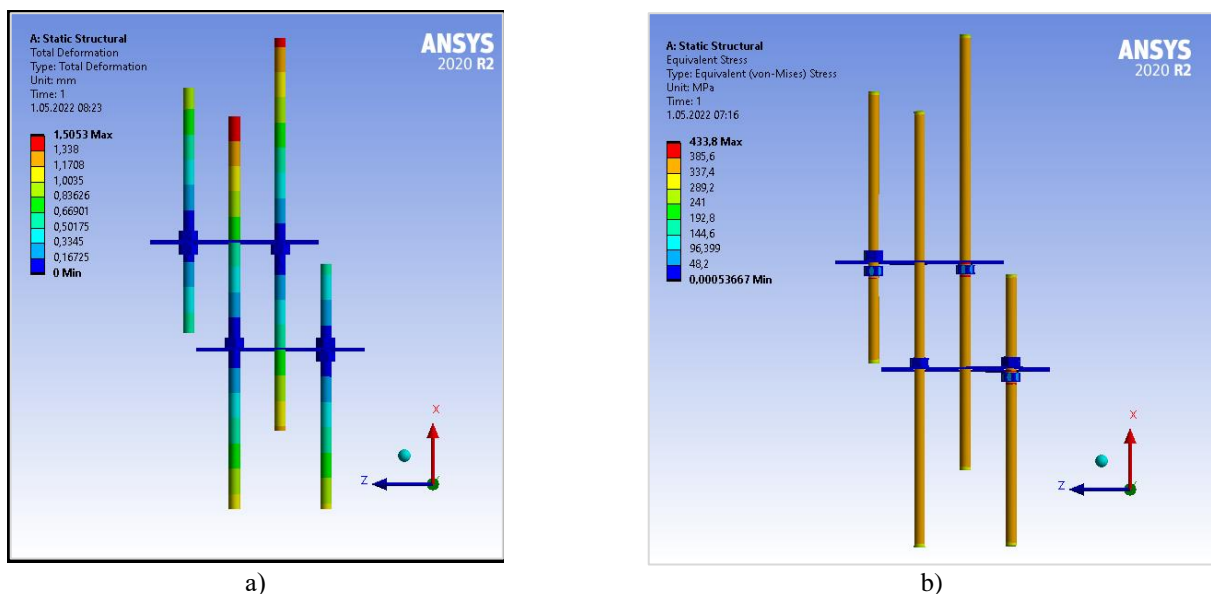 A: Static Structural
Total Deformation
Type: Total Deformation
Unit: mm
Time: 1
1.05.2022 08:23
1,5053 Max
1,338
1,1708
1,0035
0,83626
0,66901
0,50175
0,3345
0,16725
0 Min
ANSYS
2020 R2
X
Z
a)
A: Static Structural
Equivalent Stress
Type: Equivalent (von-Mises) Stress
Unit: MPa
Time: 1
1.05.2022 07:16
433,8 Max
385,6
337,4
289,2
241
192,8
144,6
96,399
48,2
0,00053667 Min
ANSYS
2020 R2
X
Z
b)